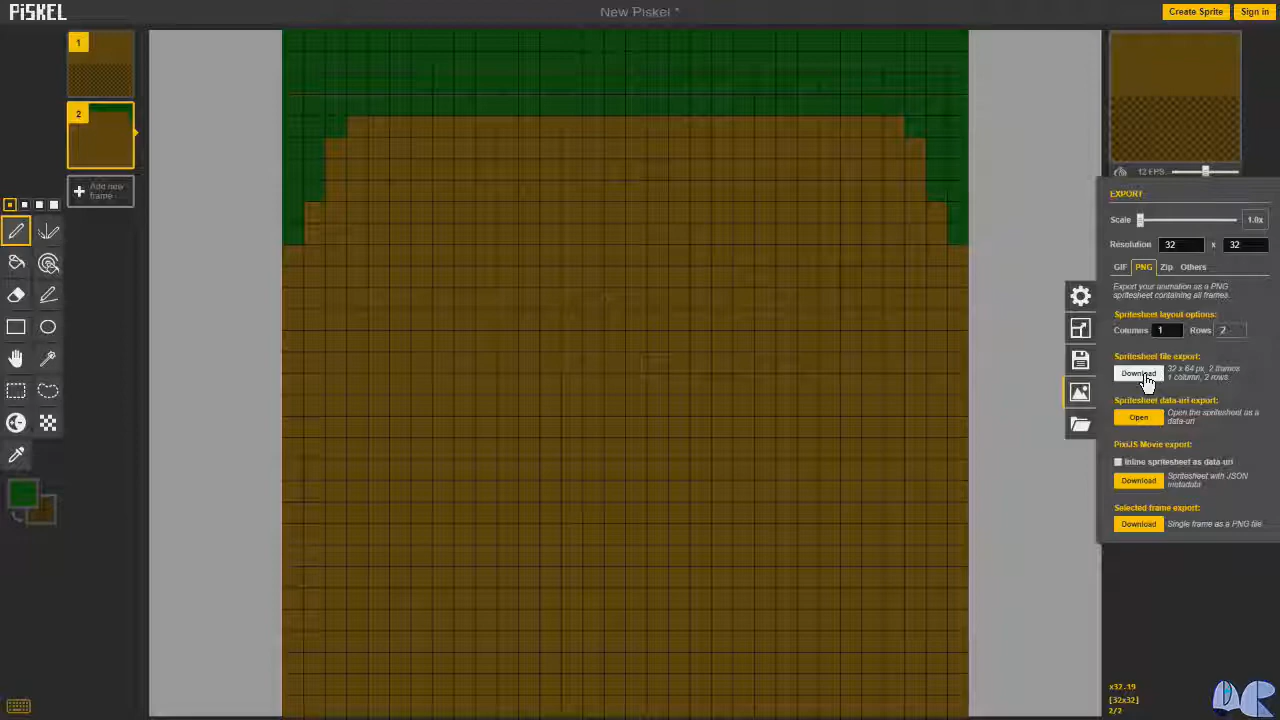 PiSKEL
New Piskel *
Create Sprite
Sign in
1
2
Add new
frame
12 FPS
EXPORT
Scale
1.0x
Resolution 32 x 32
GIF PNG Zip Others
Export your animation as a PNG
spritesheet containing all frames.
Spritesheet layout options:
Columns 1 Rows 2
Spritesheet file export:
Download
32 x 64 px, 2 frames
1 column, 2 rows.
Spritesheet data-uri export:
Open
Open the spritesheet as a
data-uri
PixiJS Movie export:
Inline spritesheet as data-uri
Download
Spritesheet with JSON
metadata
Selected frame export:
Download
Single frame as a PNG file
x32.19
[32x32]
2/2